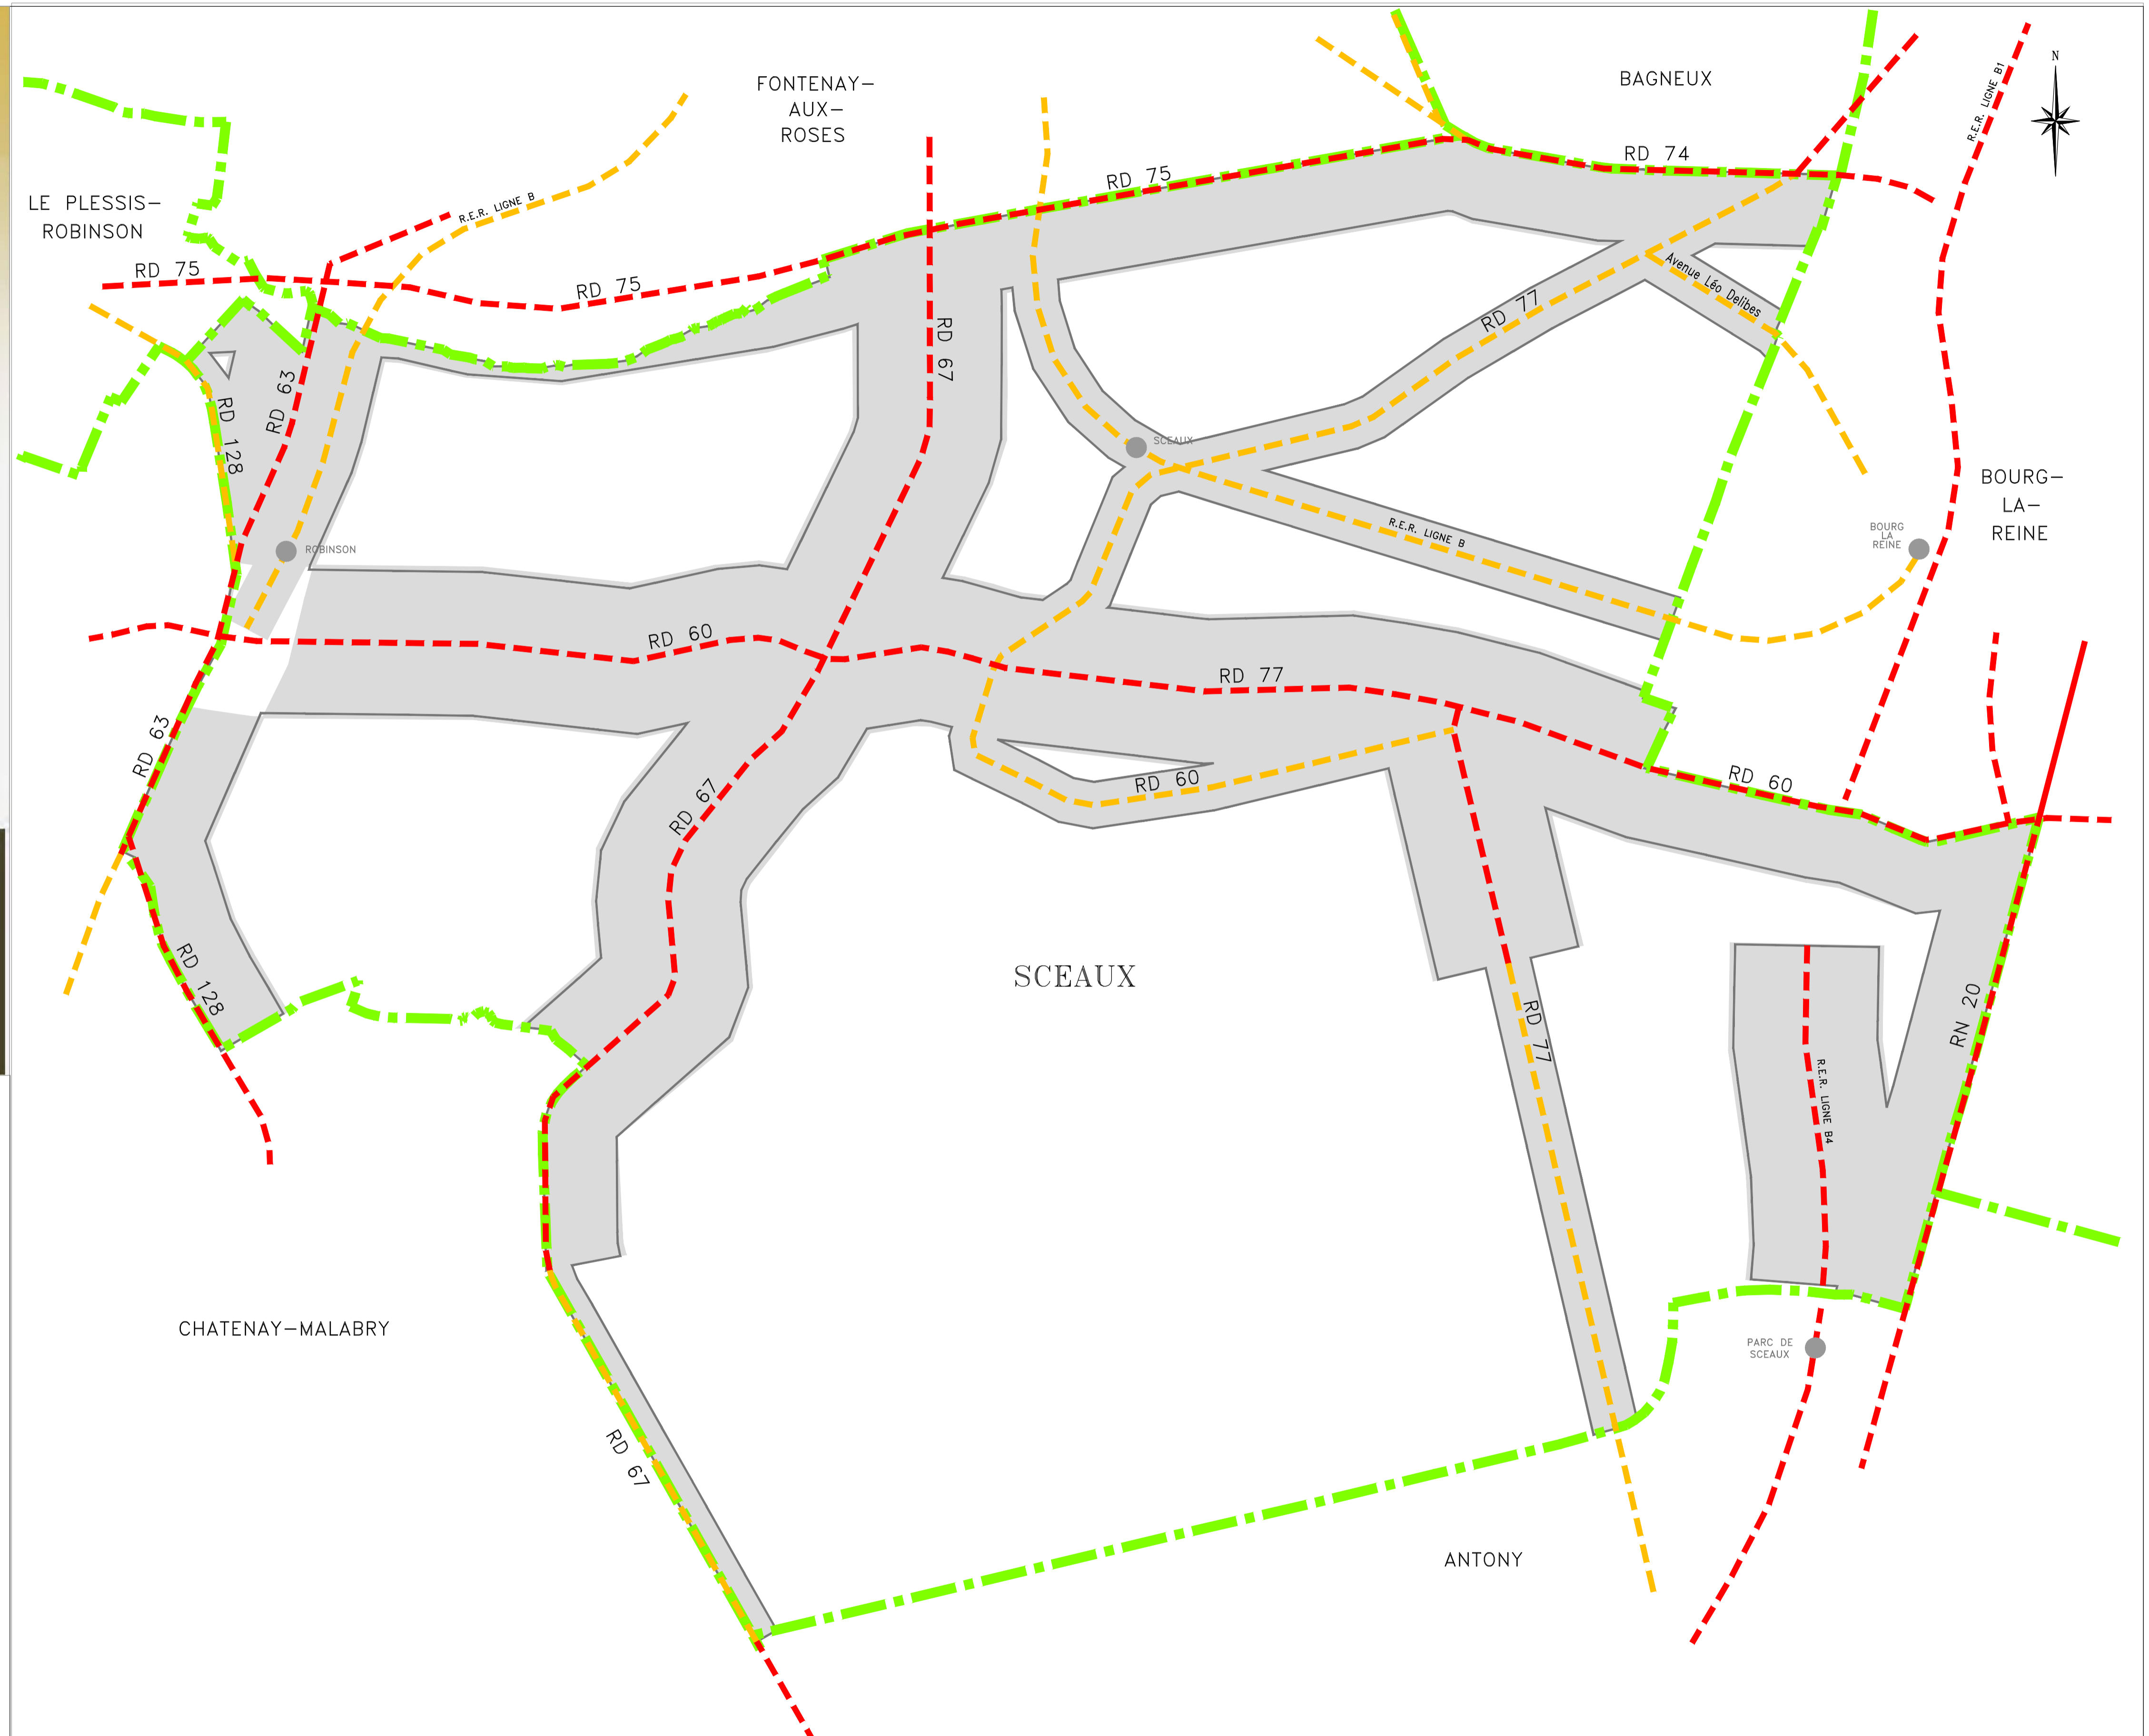 N
FONTENAY-
AUX-
ROSES
BAGNEUX
R.E.R. LIGNE B1
RD 74
RD 75
LE PLESSIS-
ROBINSON
R.E.R. LIGNE B
RD 75
RD 75
Avenue Léo Delibes
RD 77
RD 67
RD 63
RD 128
SCEAUX
BOURG-
LA-
REINE
R.E.R. LIGNE B
BOURG
LA
REINE
ROBINSON
RD 60
RD 77
RD 63
RD 60
RD 60
RD 67
SCEAUX
RD 128
RD 77
RN 20
R.E.R. LIGNE B4
CHATENAY-MALABRY
PARC DE
SCEAUX
RD 67
ANTONY